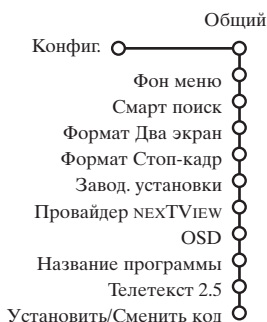 Общий
Конфиг.
Фон меню
Смарт поиск
Формат Два экран
Формат Стоп-кадр
Завод. установки
Провайдер NEXTVIEW
OSD
Название программы
Телетекст 2.5
Установить/Сменить код